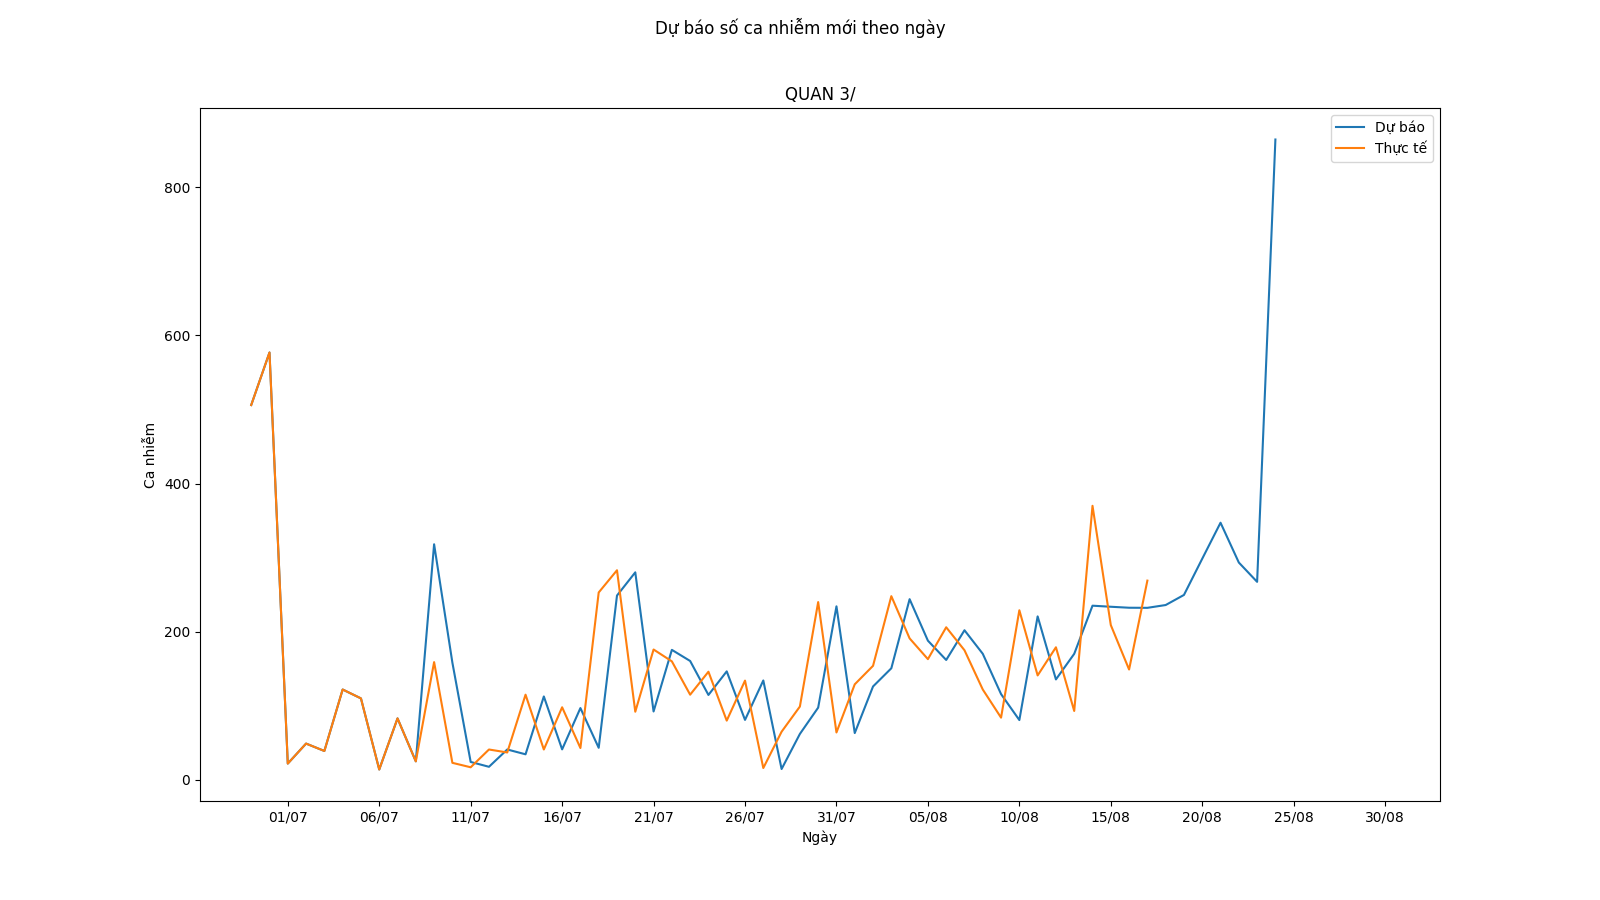 Dự báo số ca nhiễm mới theo ngày
QUAN 3/
Dự báo
Thực tế
800
600
400
200
0
Ca nhiễm
01/07 06/07 11/07 16/07 21/07 26/07 31/07 05/08 10/08 15/08 20/08 25/08 30/08
Ngày